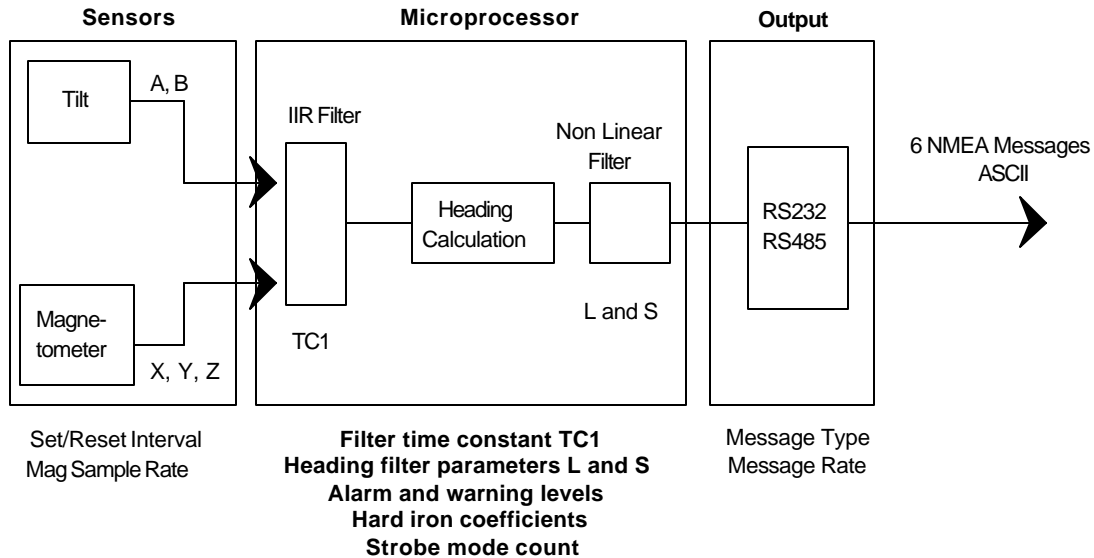 Sensors
Microprocessor
Output
Tilt
A, B
IIR Filter
Non Linear
Filter
6 NMEA Messages
ASCII
Heading
Calculation
RS232
RS485
Magne-
tometer
X, Y, Z
TC1
L and S
Set/Reset Interval
Mag Sample Rate
Filter time constant TC1
Heading filter parameters L and S
Alarm and warning levels
Hard iron coefficients
Strobe mode count
Message Type
Message Rate